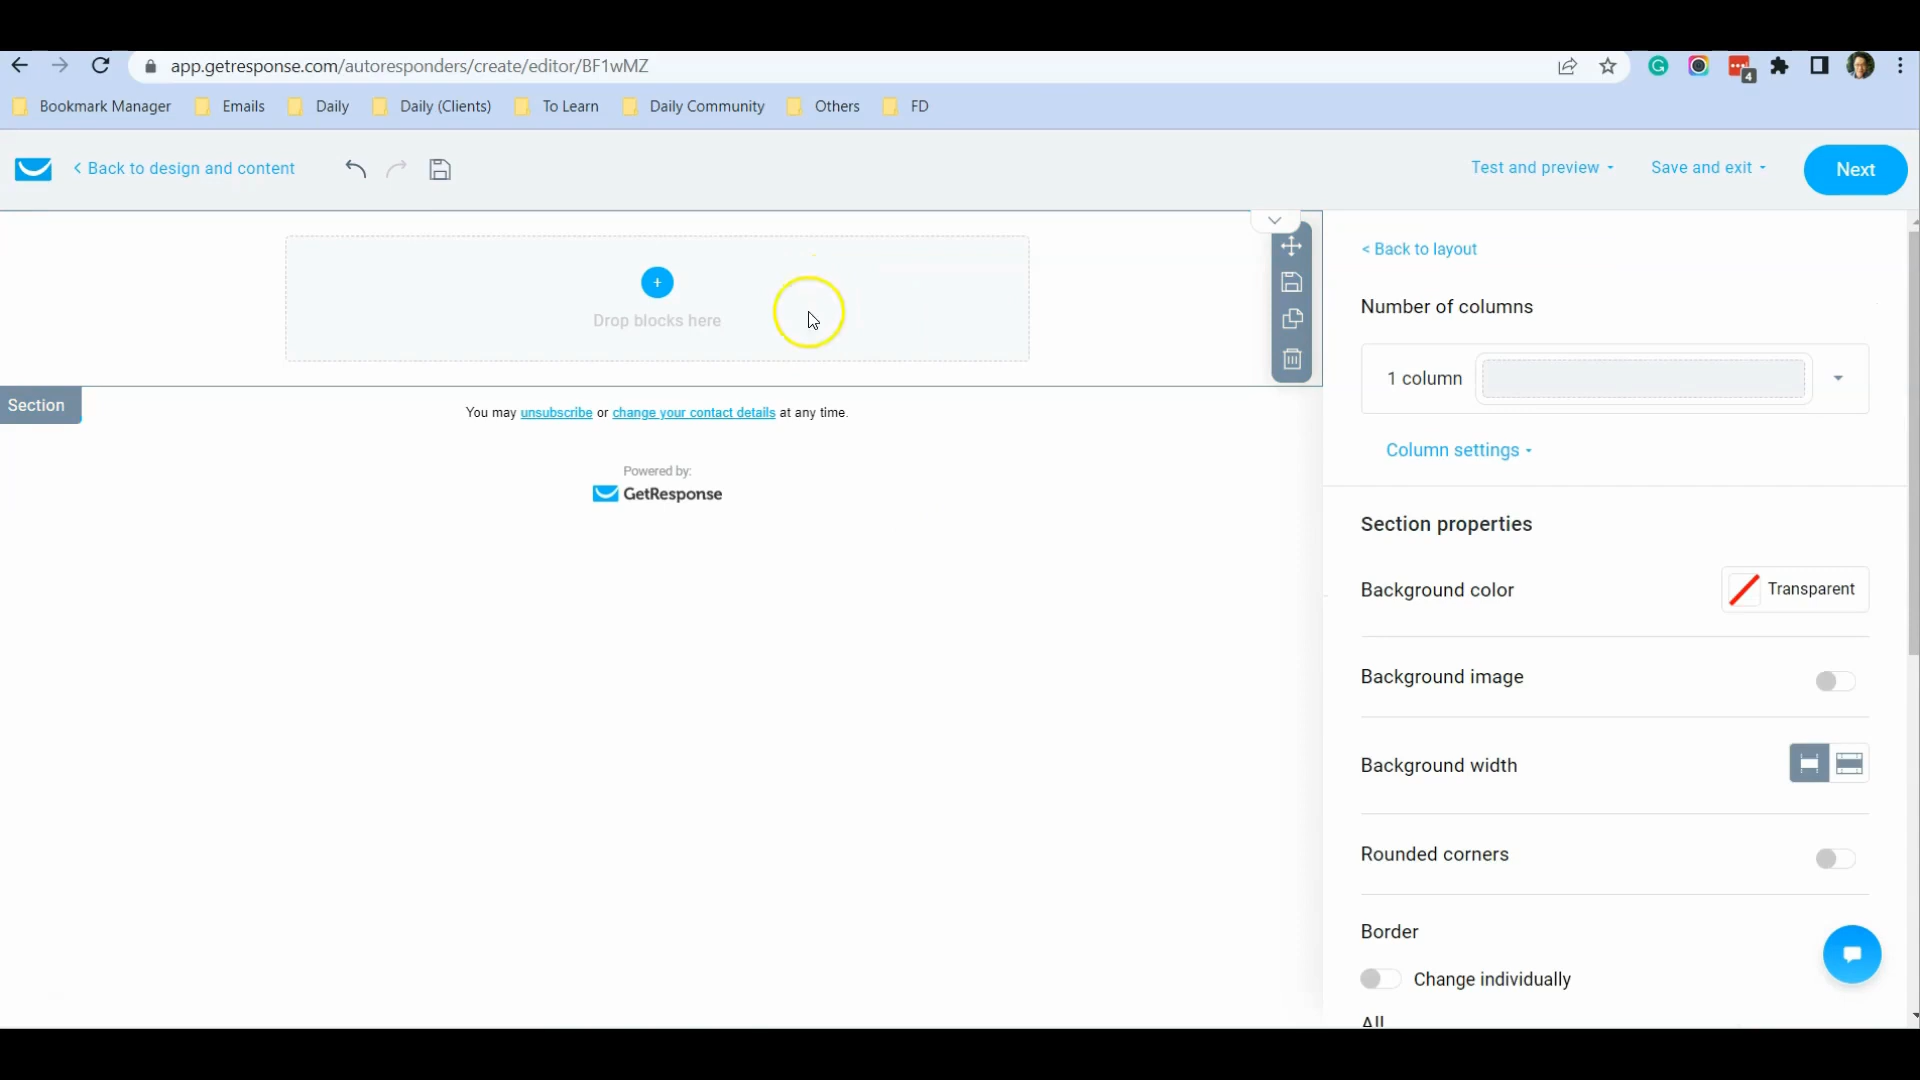 app.getresponse.com/autoresponders/create/editor/BF1wMZ
4
Bookmark Manager
Emails
Daily
Daily (Clients)
To Learn
Daily Community
Others
FD
< Back to design and content
Test and preview
Save and exit
Next
+
Drop blocks here
Section
You may unsubscribe or change your contact details at any time.
Powered by:
GetResponse
< Back to layout
Number of columns
1 column
Column settings
Section properties
Background color
Transparent
Background image
Background width
Rounded corners
Border
Change individually
All